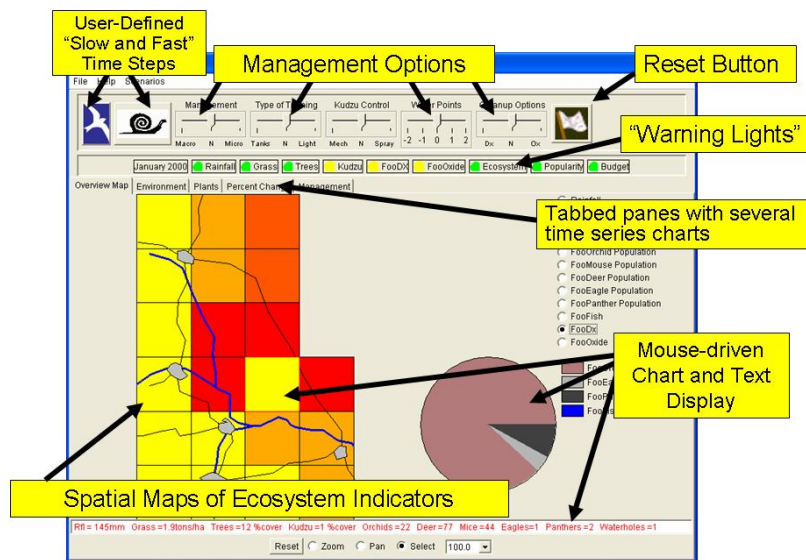 User-Defined
“Slow and Fast”
Time Steps
Management Options
Reset Button
File Help Scenarios
Management
Type of
Kudzu Control
Points
Cleanup Options
Macro N Micro
Tanks N Light
Mech N Spray
-2 -1 0 1 2
Dx N Ox
“Warning Lights”
January 2000 Rainfall Grass Trees Kudzu FooDX FooOxide Ecosystem Popularity Budget
Overview Map Environment Plants Percent Management
Tabbed panes with several
time series charts
FooOrchid Population
FooMouse Population
FooDeer Population
FooEagle Population
FooPanther Population
FooFish
FooDx
FooOxide
Mouse-driven
Chart and Text
Display
Spatial Maps of Ecosystem Indicators
Rfl = 145mm Grass =1.9tons/ha Trees =12 %cover Kudzu =1 %cover Orchids =22 Deer=77 Mice =44 Eagles=1 Panthers =2 Waterholes =1
Reset Zoom Pan Select 100.0